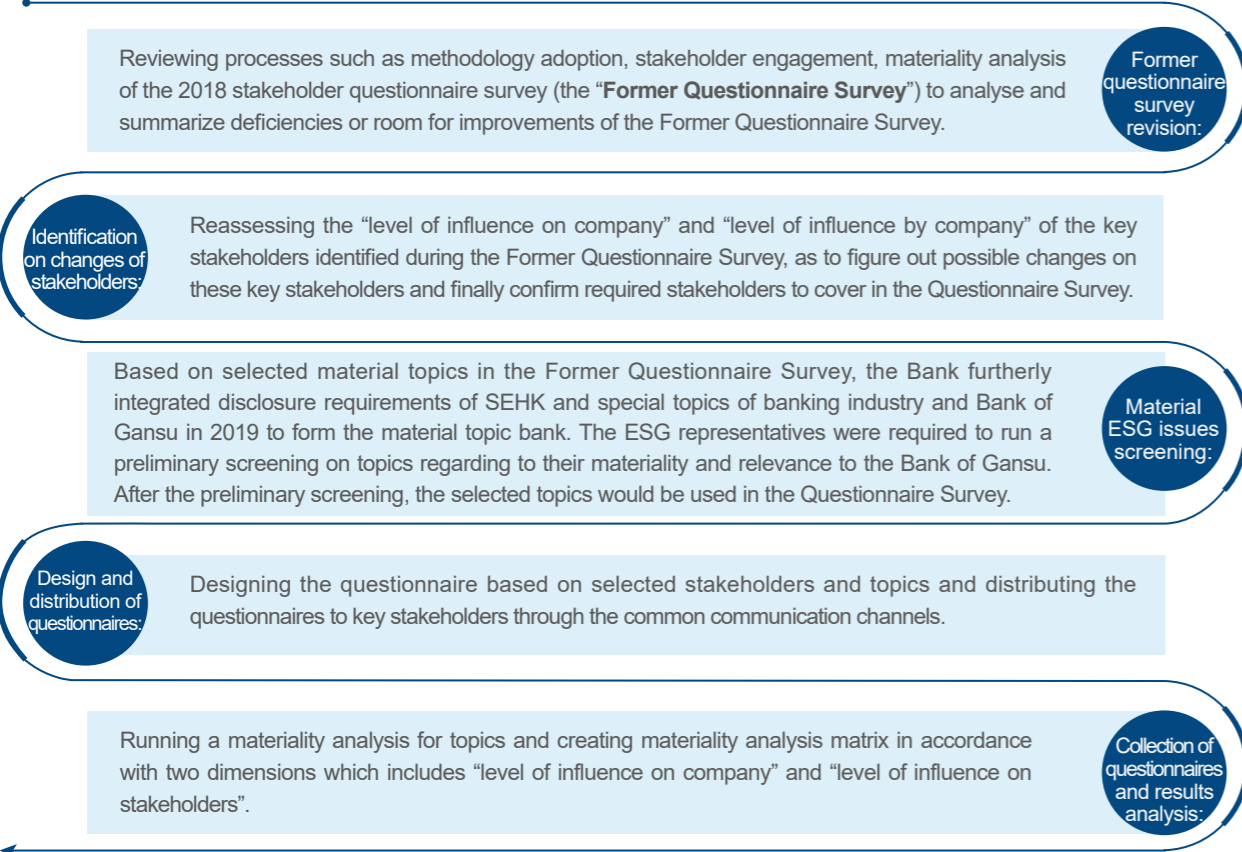 Reviewing processes such as methodology adoption, stakeholder engagement, materiality analysis
of the 2018 stakeholder questionnaire survey (the “Former Questionnaire Survey”) to analyse and
summarize deficiencies or room for improvements of the Former Questionnaire Survey.
Former
questionnaire
survey
revision:
Identification
on changes of
stakeholders:
Reassessing the “level of influence on company” and “level of influence by company” of the key
stakeholders identified during the Former Questionnaire Survey, as to figure out possible changes on
these key stakeholders and finally confirm required stakeholders to cover in the Questionnaire Survey.
Based on selected material topics in the Former Questionnaire Survey, the Bank furtherly
integrated disclosure requirements of SEHK and special topics of banking industry and Bank of
Gansu in 2019 to form the material topic bank. The ESG representatives were required to run a
preliminary screening on topics regarding to their materiality and relevance to the Bank of Gansu.
After the preliminary screening, the selected topics would be used in the Questionnaire Survey.
Material
ESG issues
screening:
Design and
distribution of
questionnaires:
Designing the questionnaire based on selected stakeholders and topics and distributing the
questionnaires to key stakeholders through the common communication channels.
Running a materiality analysis for topics and creating materiality analysis matrix in accordance
with two dimensions which includes “level of influence on company” and “level of influence on
stakeholders”.
Collection of
questionnaires
and results
analysis: